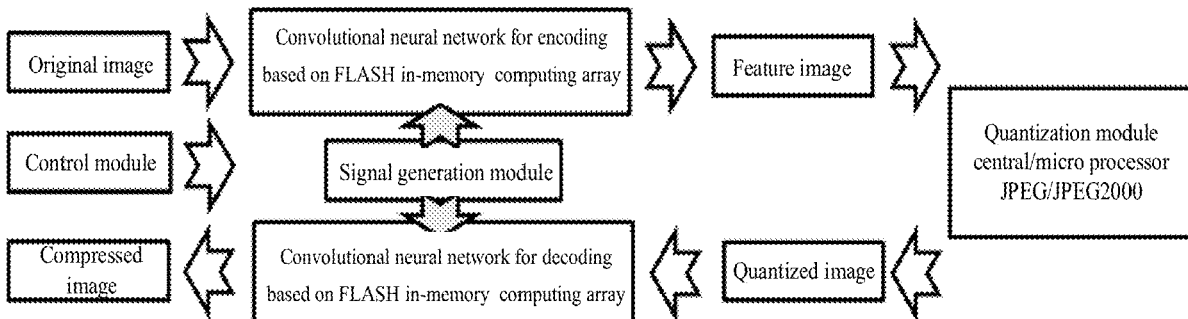 Original image
Convolutional neural network for encoding
based on FLASH in-memory computing array
Feature image
Quantization module
central/micro processor
JPEG/JPEG2000
Control module
Signal generation module
Compressed
image
Convolutional neural network for decoding
based on FLASH in-memory computing array
Quantized image